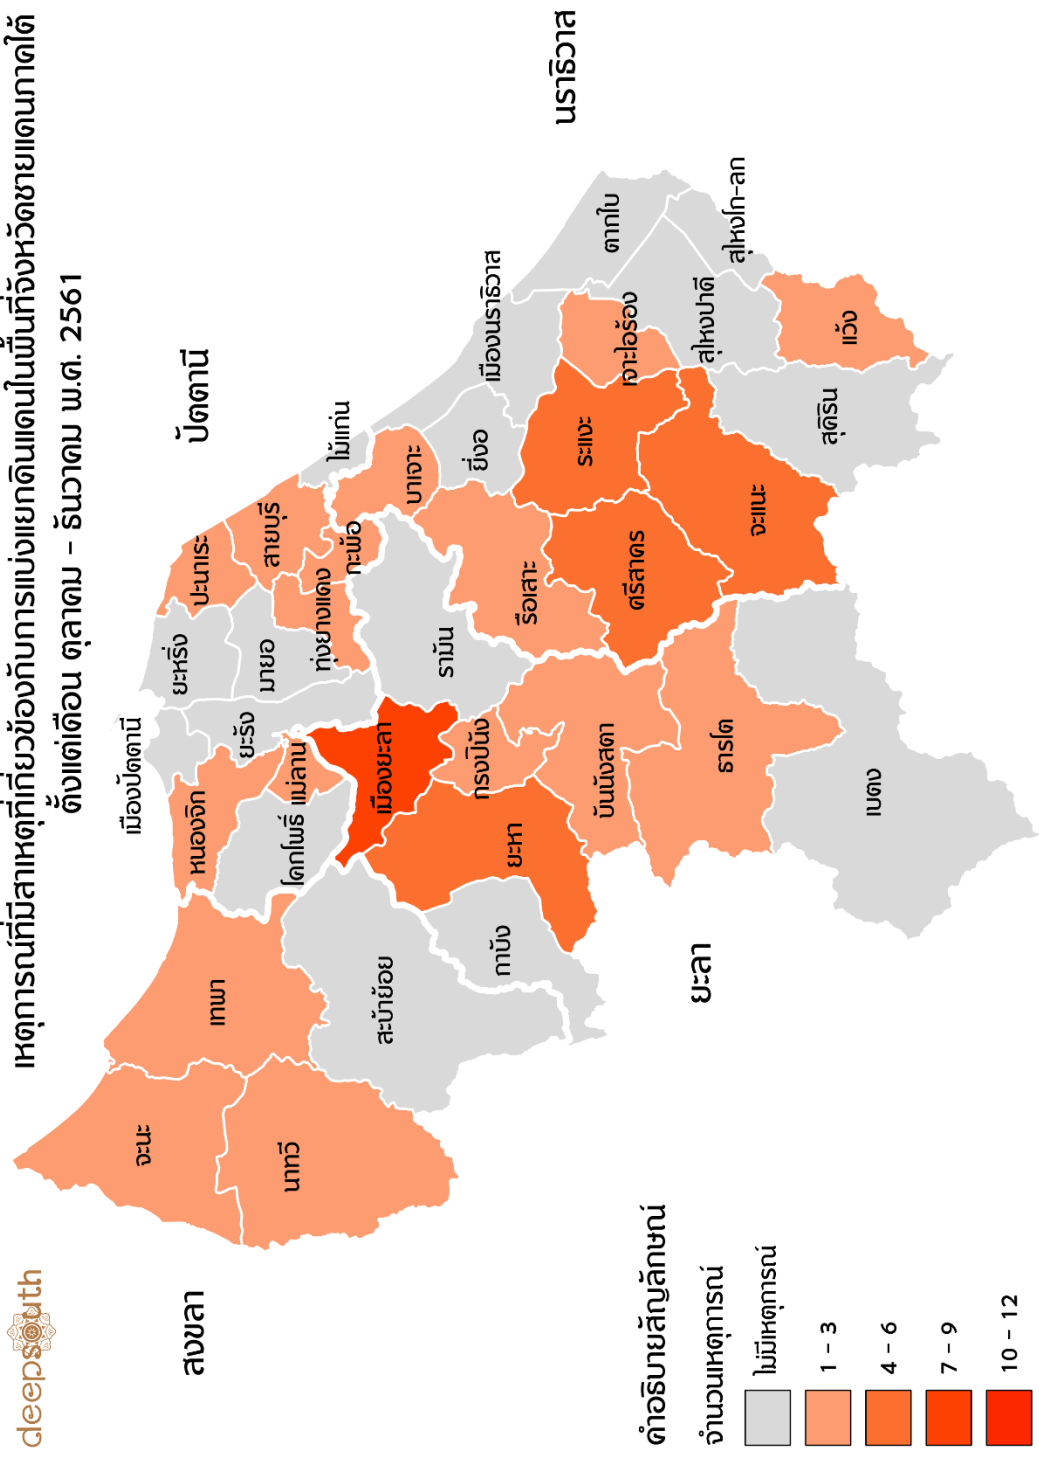 deepsouth
เหตุการณ์ที่มีสาเหตุที่เกี่ยวข้องกับการแบ่งแยกดินแดนในพื้นที่จังหวัดชายแดนภาคใต้
ตั้งแต่เดือน ตุลาคม - ธันวาคม พ.ศ. 2561
สงขลา
ปัตตานี
นราธิวาส
ยะลา
จะนะ
นาทวี
เทพา
สะบ้าย้อย
หนองจิก
โคกโพธิ์
แม่ลาน
เมืองปัตตานี
ยะรัง
ยะหริ่ง
มายอ
ปะนาเระ
สายบุรี
ทุ่งยางแดง
กะพ้อ
ไม้แก่น
เมืองยะลา
ยะหา
กาบัง
กรงปินัง
รามัน
บันนังสตา
ธารโต
เบตง
บาเจาะ
ยี่งอ
รือเสาะ
ศรีสาคร
ระแงะ
จะแนะ
เมืองนราธิวาส
เจาะไอร้อง
ตากใบ
สุไหงปาดี
สุไหงโก-ลก
แว้ง
สุคิริน
คำอธิบายสัญลักษณ์
จำนวนเหตุการณ์
ไม่มีเหตุการณ์
1 - 3
4 - 6
7 - 9
10 - 12